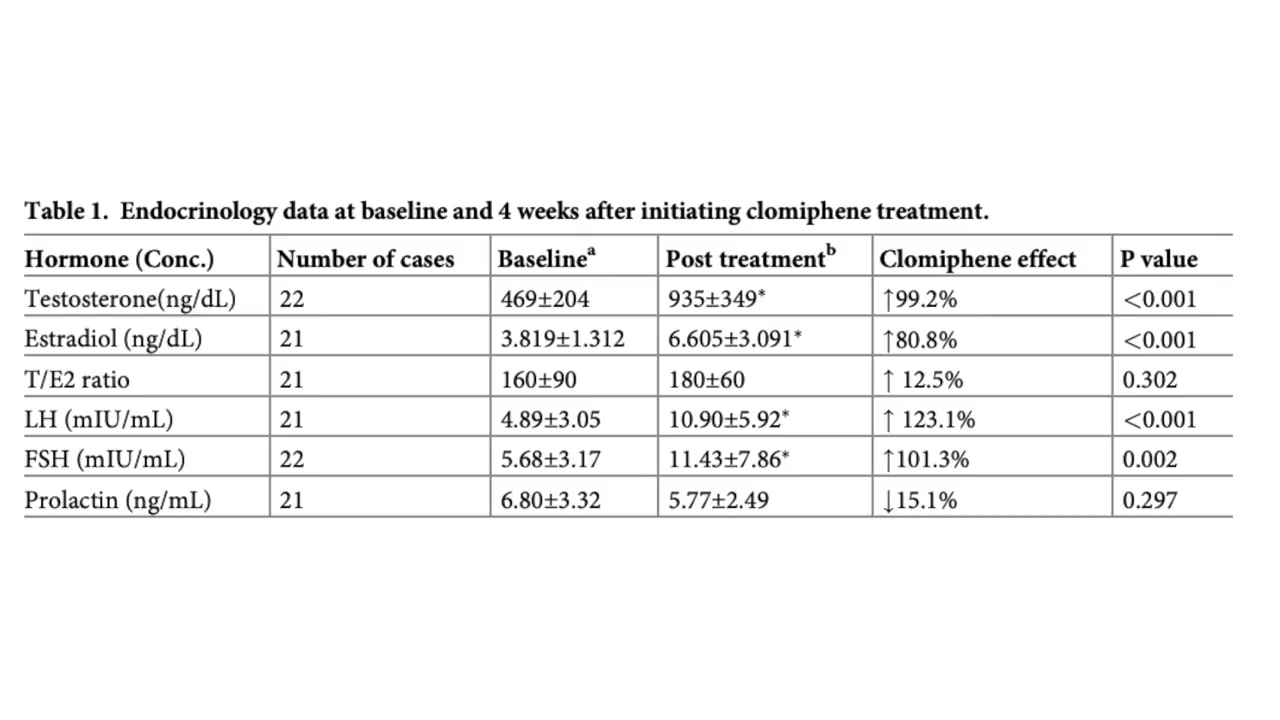 Table 1. Endocrinology data at baseline and 4 weeks after initiating clomiphene treatment.
Hormone (Conc.) Number of cases Baselineᵃ Post treatmentᵇ Clomiphene effect P value
Testosterone(ng/dL) 22 469±204 935±349* ↑99.2% <0.001
Estradiol (ng/dL) 21 3.819±1.312 6.605±3.091* ↑80.8% <0.001
T/E2 ratio 21 160±90 180±60 ↑ 12.5% 0.302
LH (mIU/mL) 21 4.89±3.05 10.90±5.92* ↑ 123.1% <0.001
FSH (mIU/mL) 22 5.68±3.17 11.43±7.86* ↑101.3% 0.002
Prolactin (ng/mL) 21 6.80±3.32 5.77±2.49 ↓15.1% 0.297